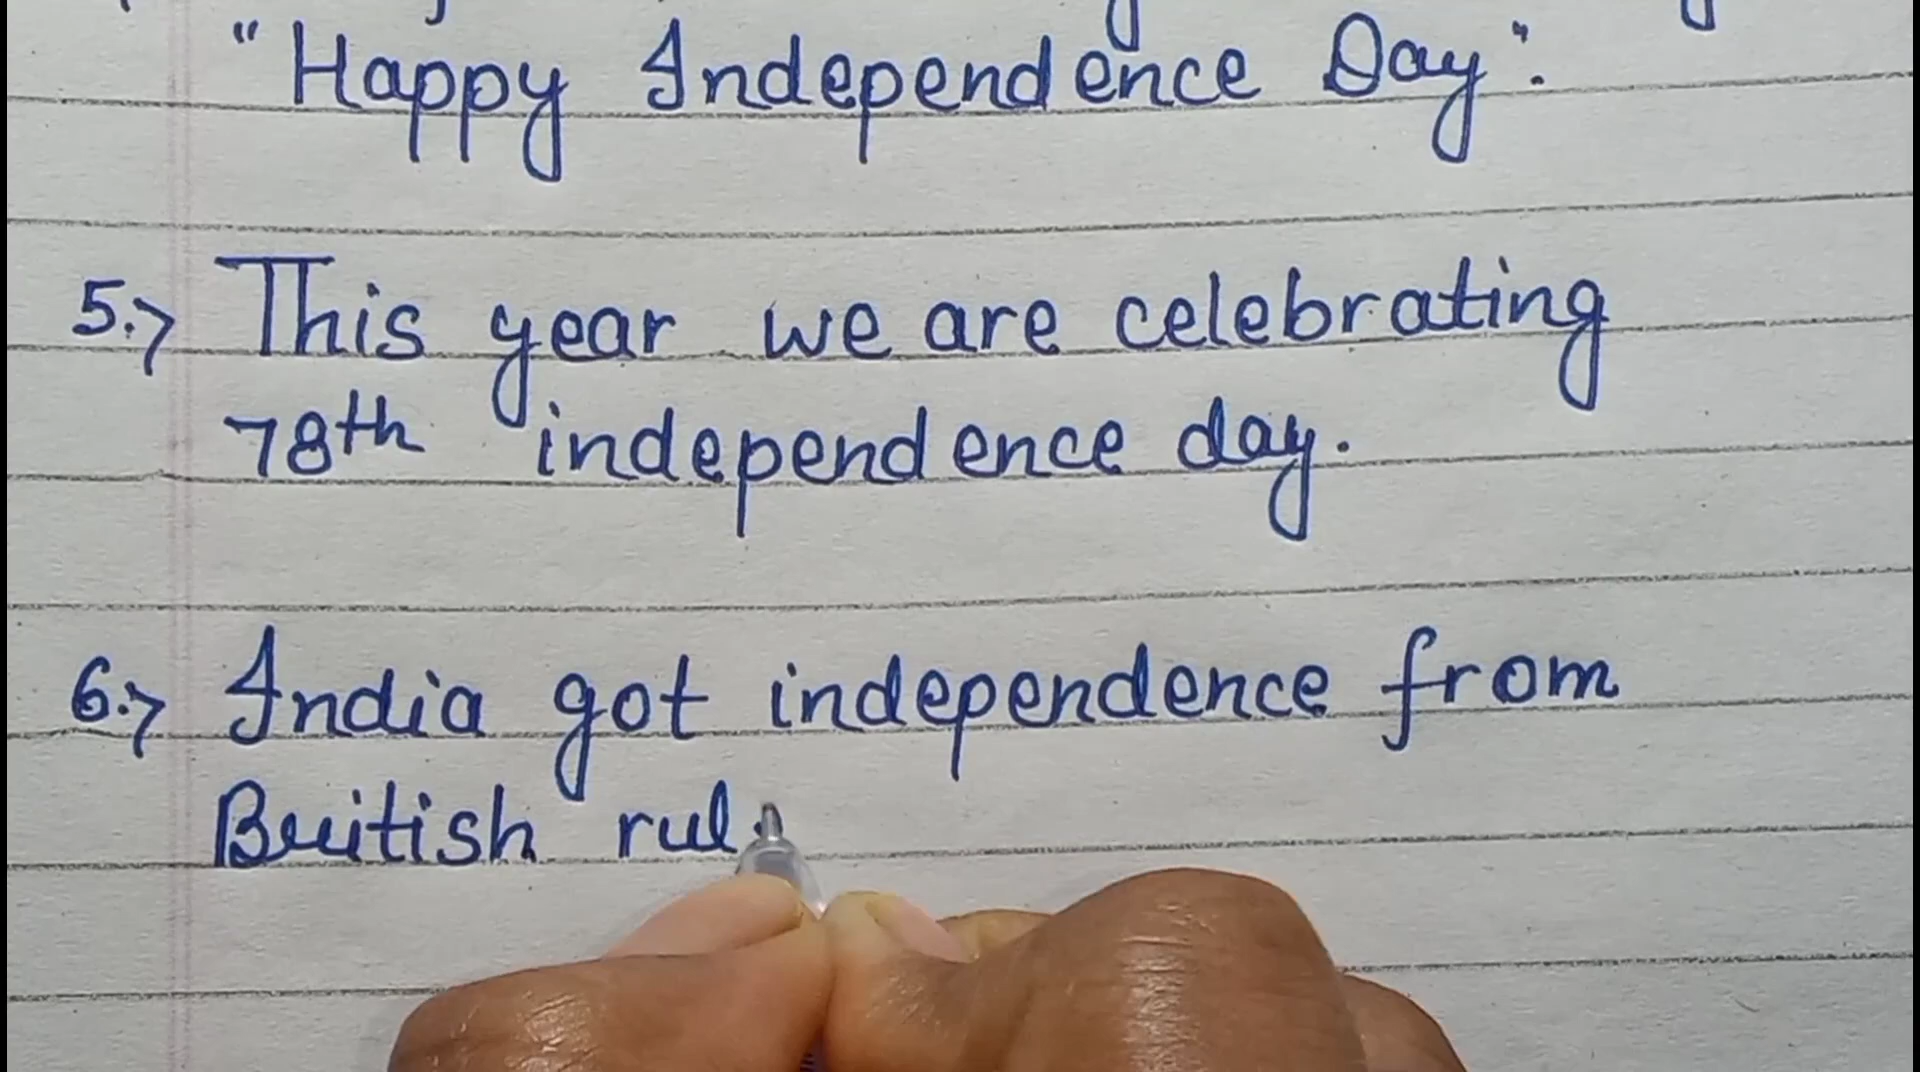 "Happy Independence Day".
5.> This year we are celebrating
78th independence day.
6.> India got independence from
British rul